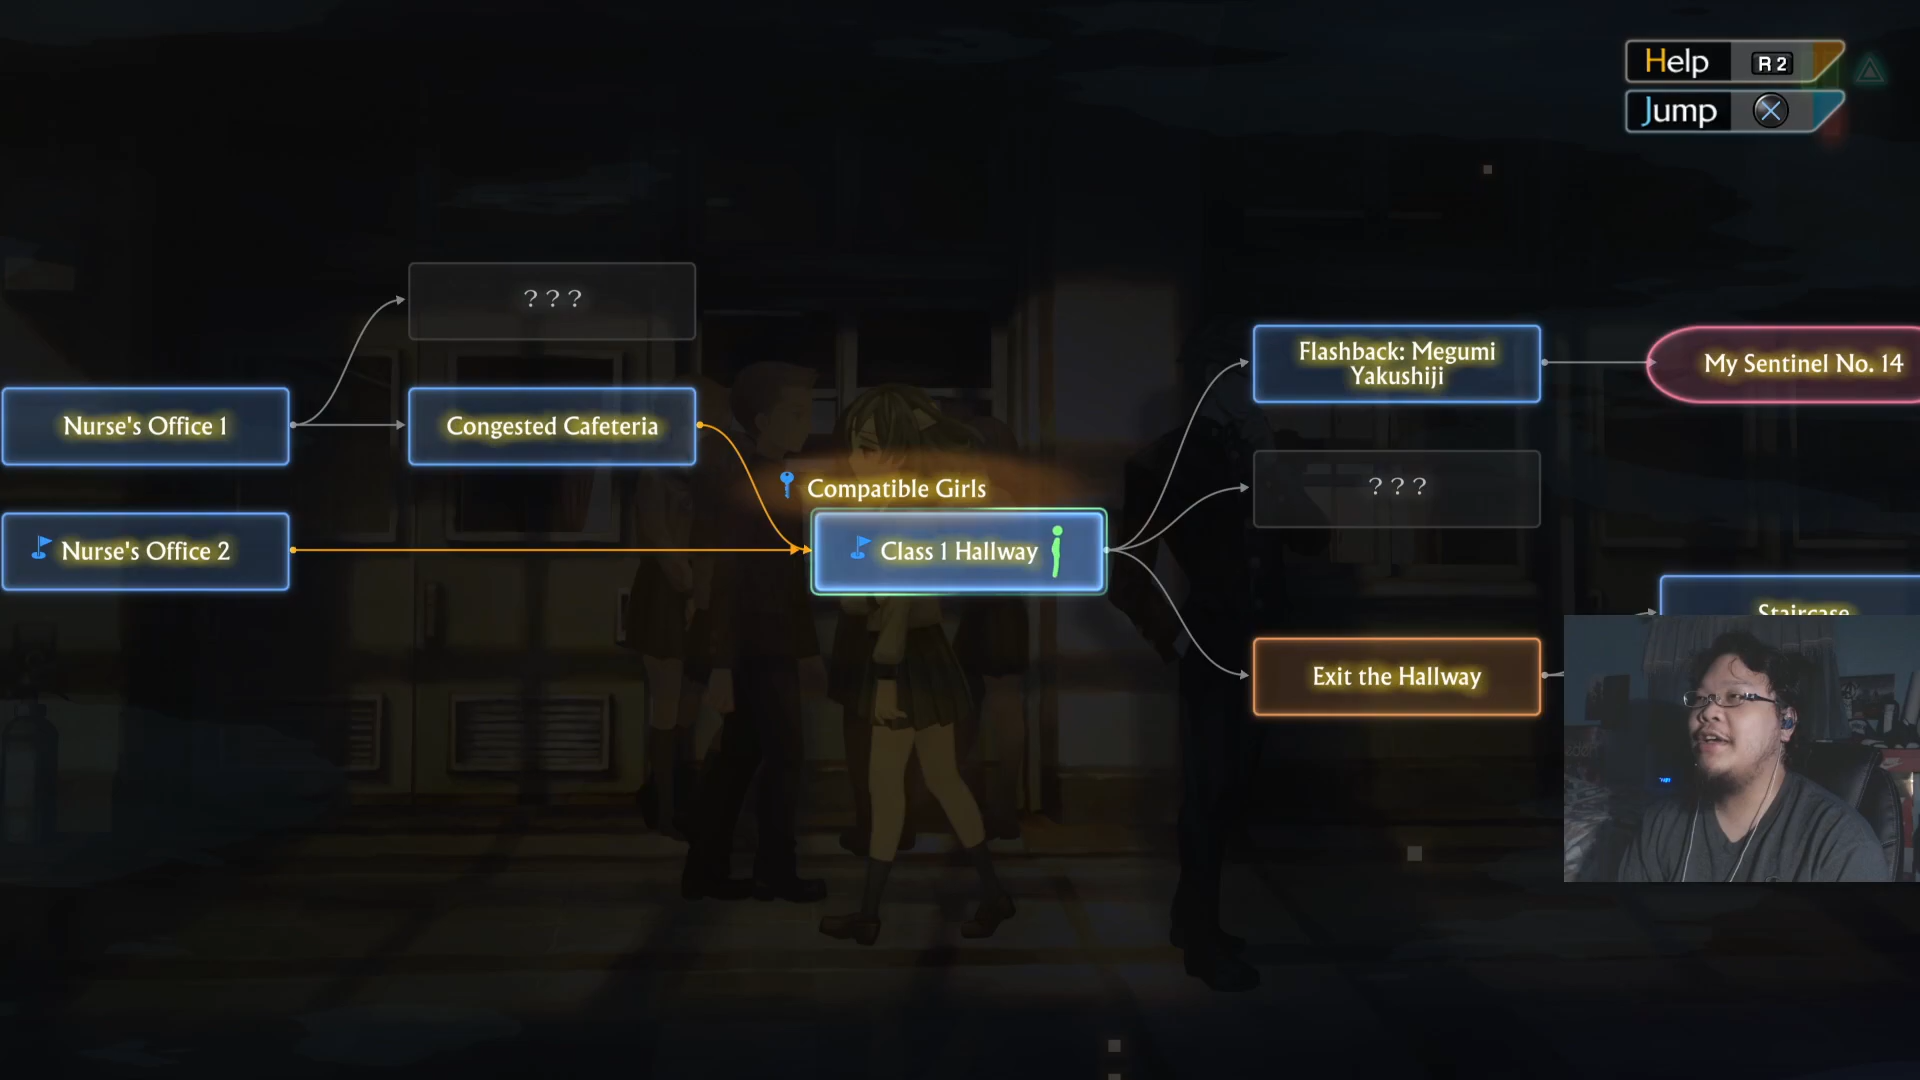 Help R2
Jump
? ? ?
Flashback: Megumi
Yakushiji
My Sentinel No. 14
Nurse's Office 1
Congested Cafeteria
Compatible Girls
? ? ?
Nurse's Office 2
Class 1 Hallway
Staircase
Exit the Hallway